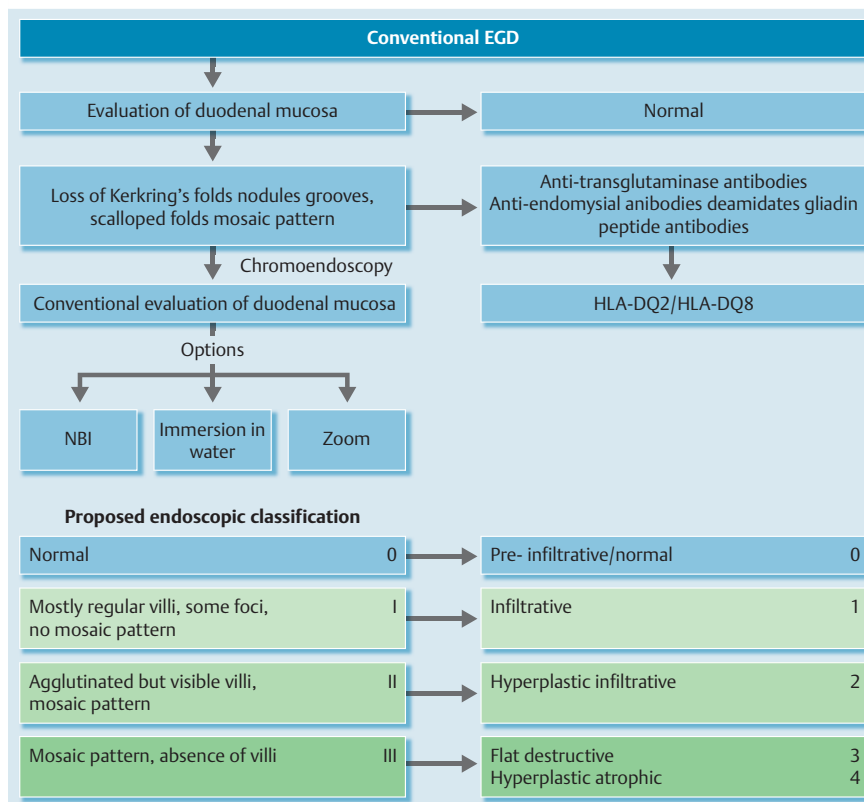 Conventional EGD
Evaluation of duodenal mucosa
Normal
Loss of Kerkring's folds nodules grooves,
scalloped folds mosaic pattern
Anti-transglutaminase antibodies
Anti-endomysial anibodies deamidates gliadin
peptide antibodies
Chromoendoscopy
Conventional evaluation of duodenal mucosa
HLA-DQ2/HLA-DQ8
Options
NBI
Immersion in
water
Zoom
Proposed endoscopic classification
Normal 0
Pre- infiltrative/normal 0
Mostly regular villi, some foci, I
no mosaic pattern
Infiltrative 1
Agglutinated but visible villi, II
mosaic pattern
Hyperplastic infiltrative 2
Mosaic pattern, absence of villi III
Flat destructive 3
Hyperplastic atrophic 4